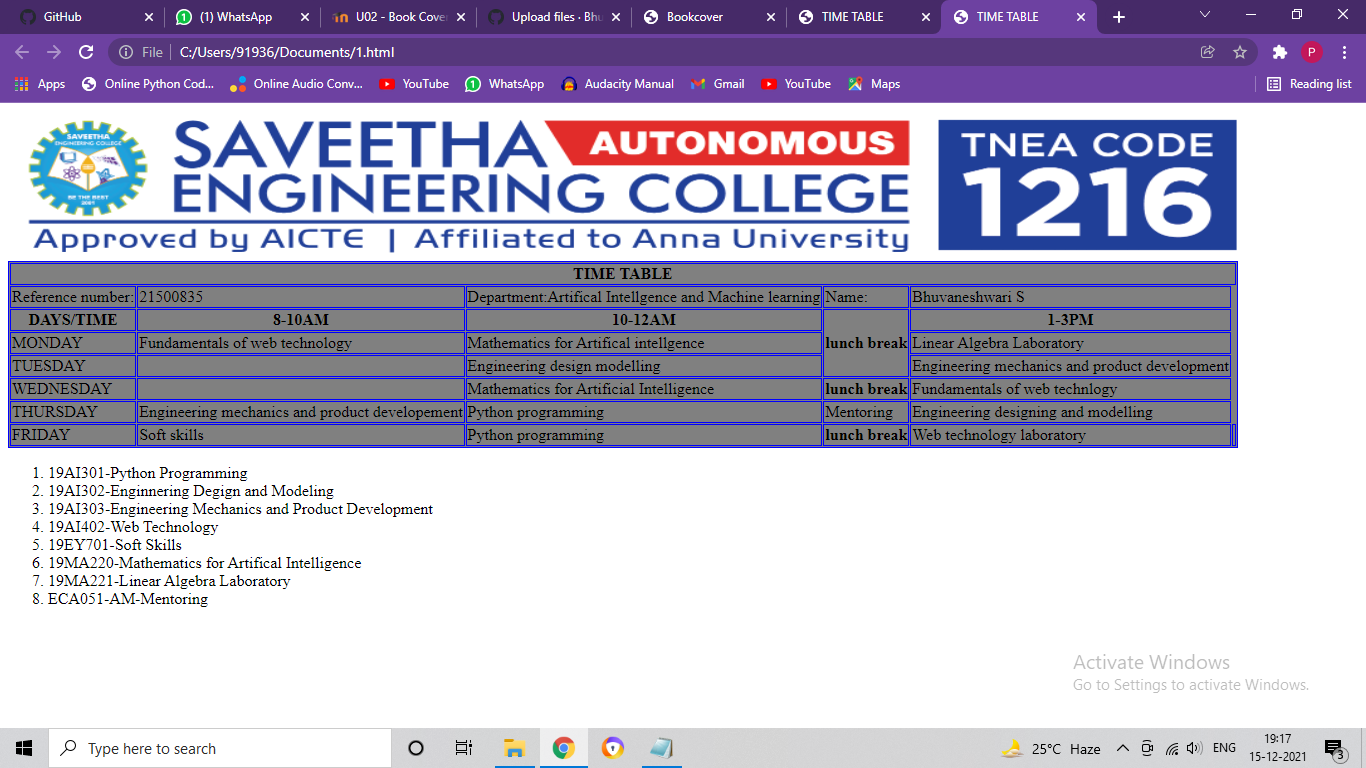 GitHub
(1) WhatsApp
U02 - Book Cove
Upload files · Bhu
Bookcover
TIME TABLE
TIME TABLE
File | C:/Users/91936/Documents/1.html
P
Apps
Online Python Cod...
Online Audio Conv...
YouTube
WhatsApp
Audacity Manual
Gmail
YouTube
Maps
Reading list
SAVEETHA
ENGINEERING COLLEGE
BE THE BEST
2001
SAVEETHA AUTONOMOUS
ENGINEERING COLLEGE
Approved by AICTE | Affiliated to Anna University
TNEA CODE
1216
TIME TABLE
Reference number: 21500835 Department:Artifical Intellgence and Machine learning Name: Bhuvaneshwari S
DAYS/TIME 8-10AM 10-12AM lunch break 1-3PM
MONDAY Fundamentals of web technology Mathematics for Artifical intellgence Linear Algebra Laboratory
TUESDAY Engineering design modelling Engineering mechanics and product development
WEDNESDAY Mathematics for Artificial Intelligence lunch break Fundamentals of web technlogy
THURSDAY Engineering mechanics and product developement Python programming Mentoring Engineering designing and modelling
FRIDAY Soft skills Python programming lunch break Web technology laboratory
1. 19AI301-Python Programming
2. 19AI302-Enginnering Degign and Modeling
3. 19AI303-Engineering Mechanics and Product Development
4. 19AI402-Web Technology
5. 19EY701-Soft Skills
6. 19MA220-Mathematics for Artifical Intelligence
7. 19MA221-Linear Algebra Laboratory
8. ECA051-AM-Mentoring
Activate Windows
Go to Settings to activate Windows.
Type here to search
25°C Haze
ENG
19:17
15-12-2021
3